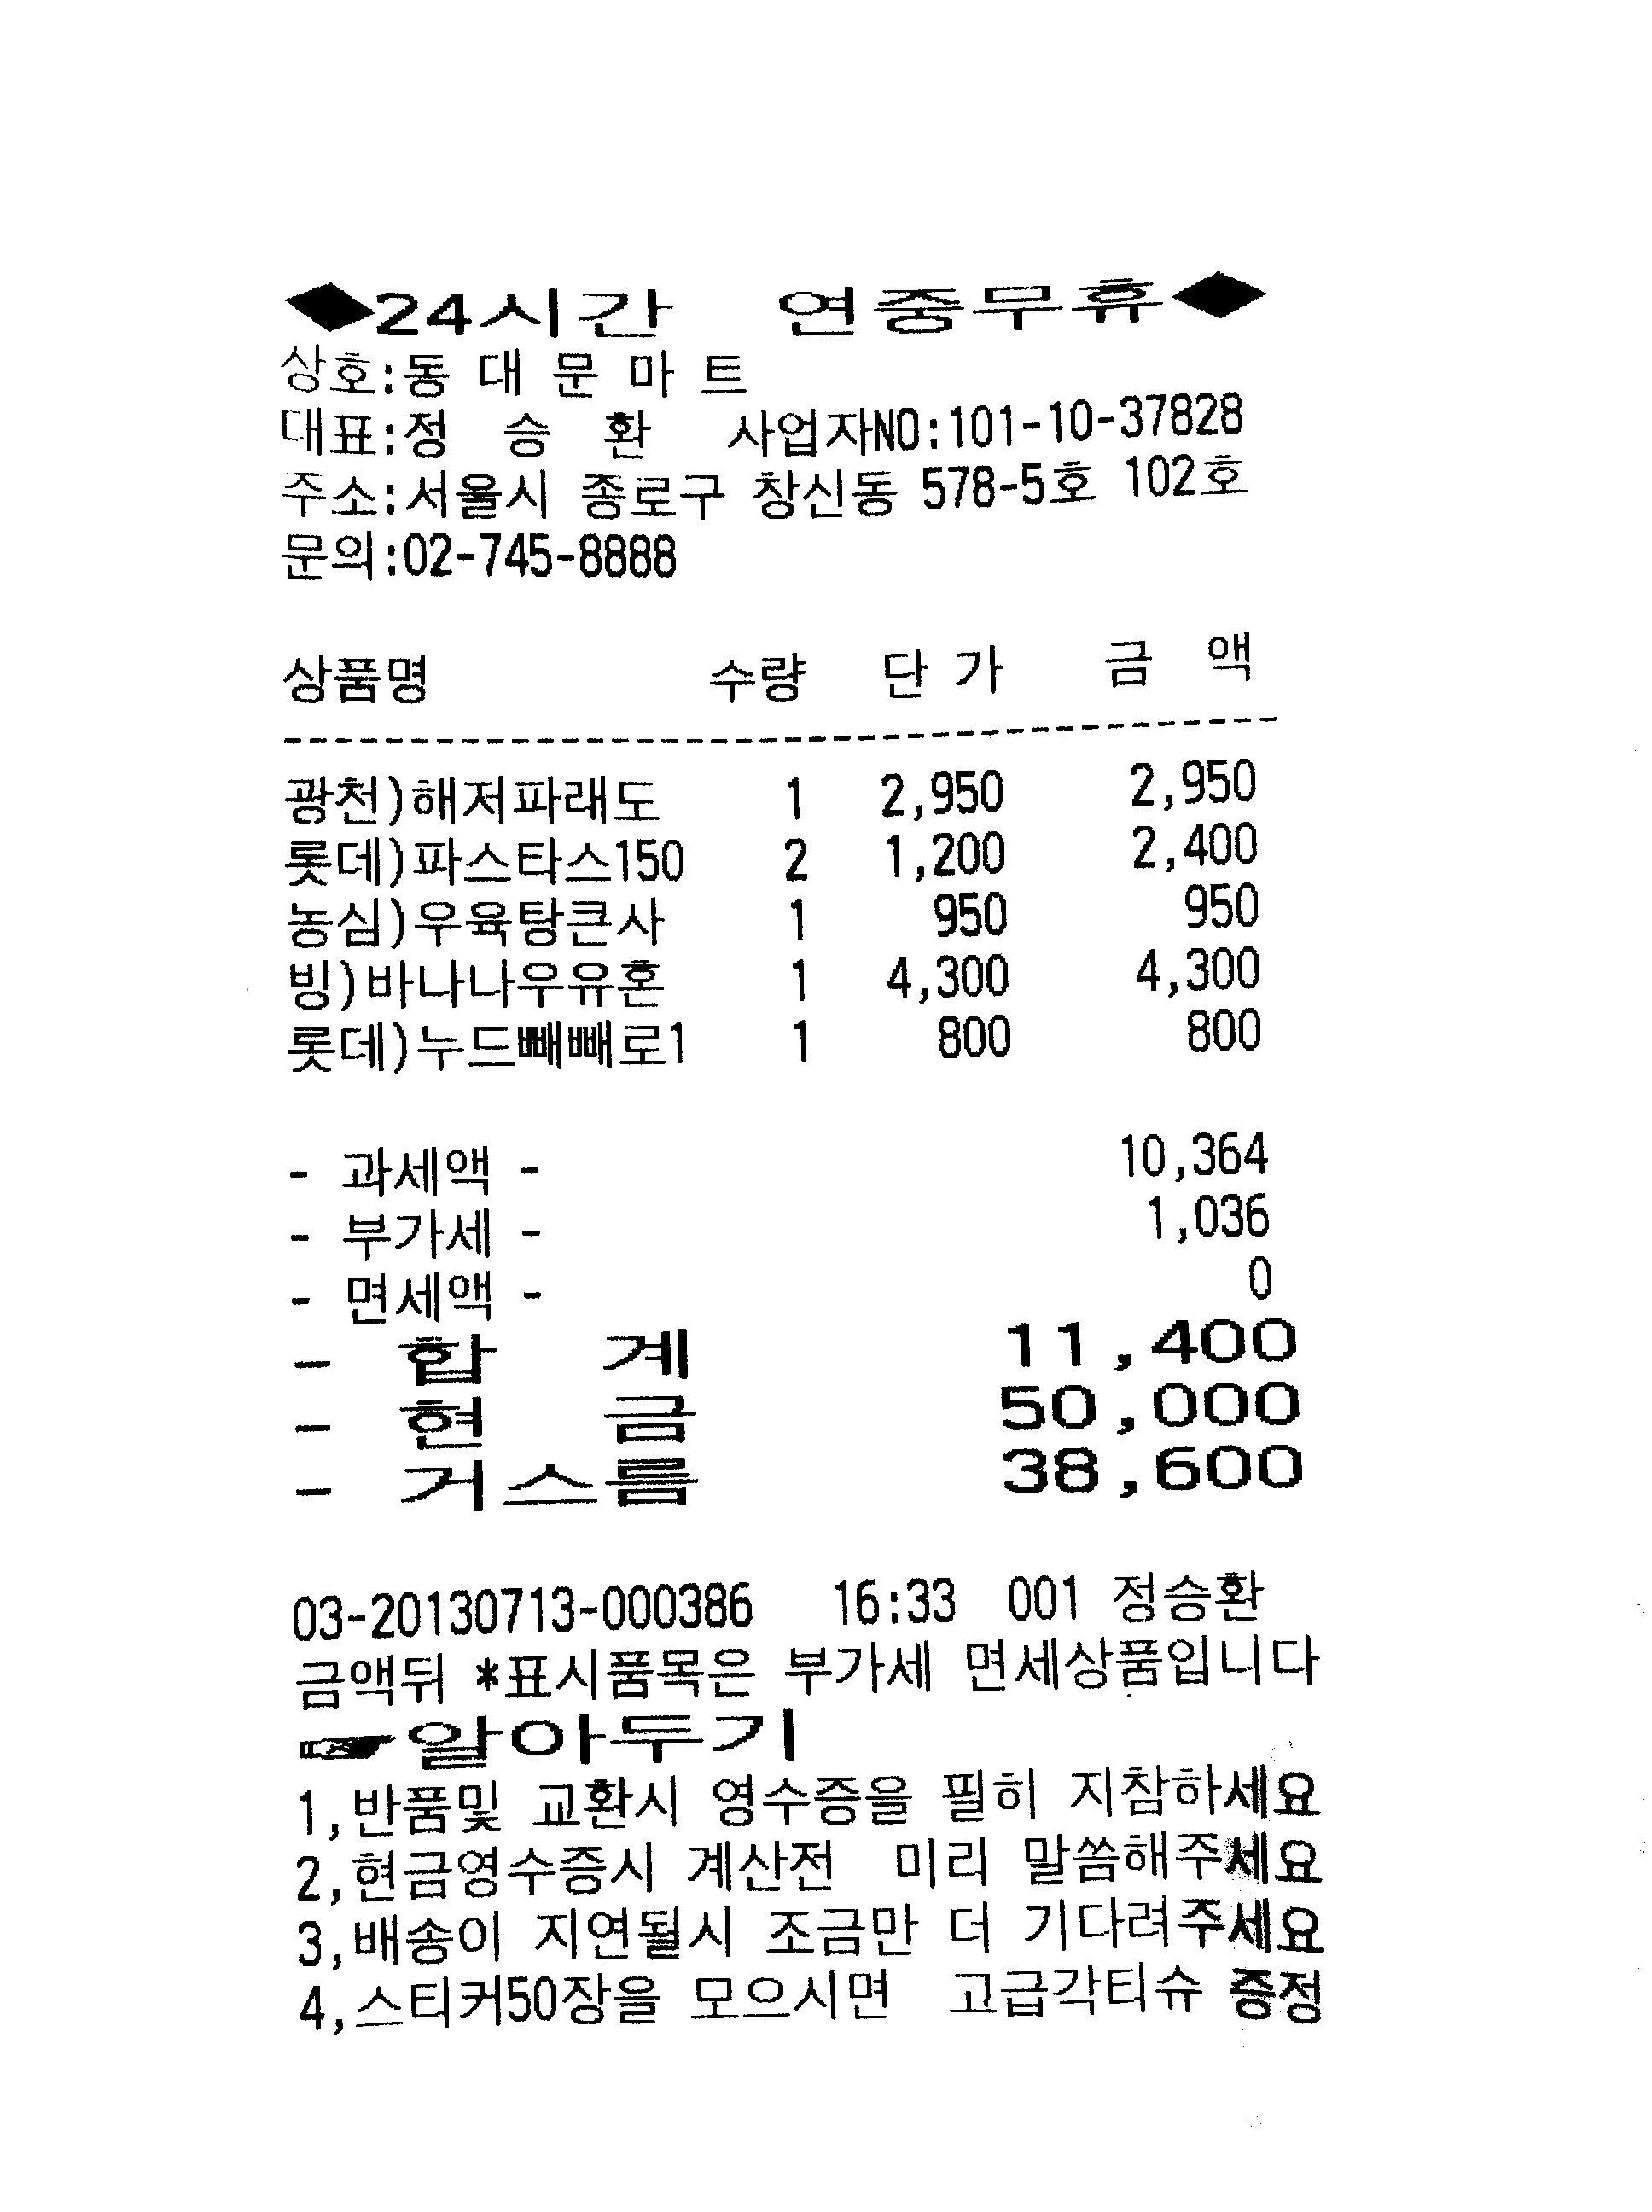 ◆24시간 연중무휴◆
상호:동 대 문 마 트
대표:정 승 환 사업자NO:101-10-37828
주소:서울시 종로구 창신동 578-5호 102호
문의:02-745-8888
상품명 수량 단 가 금 액
----------------------------------------
광천)해저파래도 1 2,950 2,950
롯데)파스타스150 2 1,200 2,400
농심)우육탕큰사 1 950 950
빙)바나나우유혼 1 4,300 4,300
롯데)누드빼빼로1 1 800 800
- 과세액 - 10,364
- 부가세 - 1,036
- 면세액 - 0
- 합 계 11,400
- 현 금 50,000
- 거스름 38,600
03-20130713-000386 16:33 001 정승환
금액뒤 *표시품목은 부가세 면세상품입니다
☛알아두기
1,반품및 교환시 영수증을 필히 지참하세요
2,현금영수증시 계산전 미리 말씀해주세요
3,배송이 지연될시 조금만 더 기다려주세요
4,스티커50장을 모으시면 고급각티슈 증정